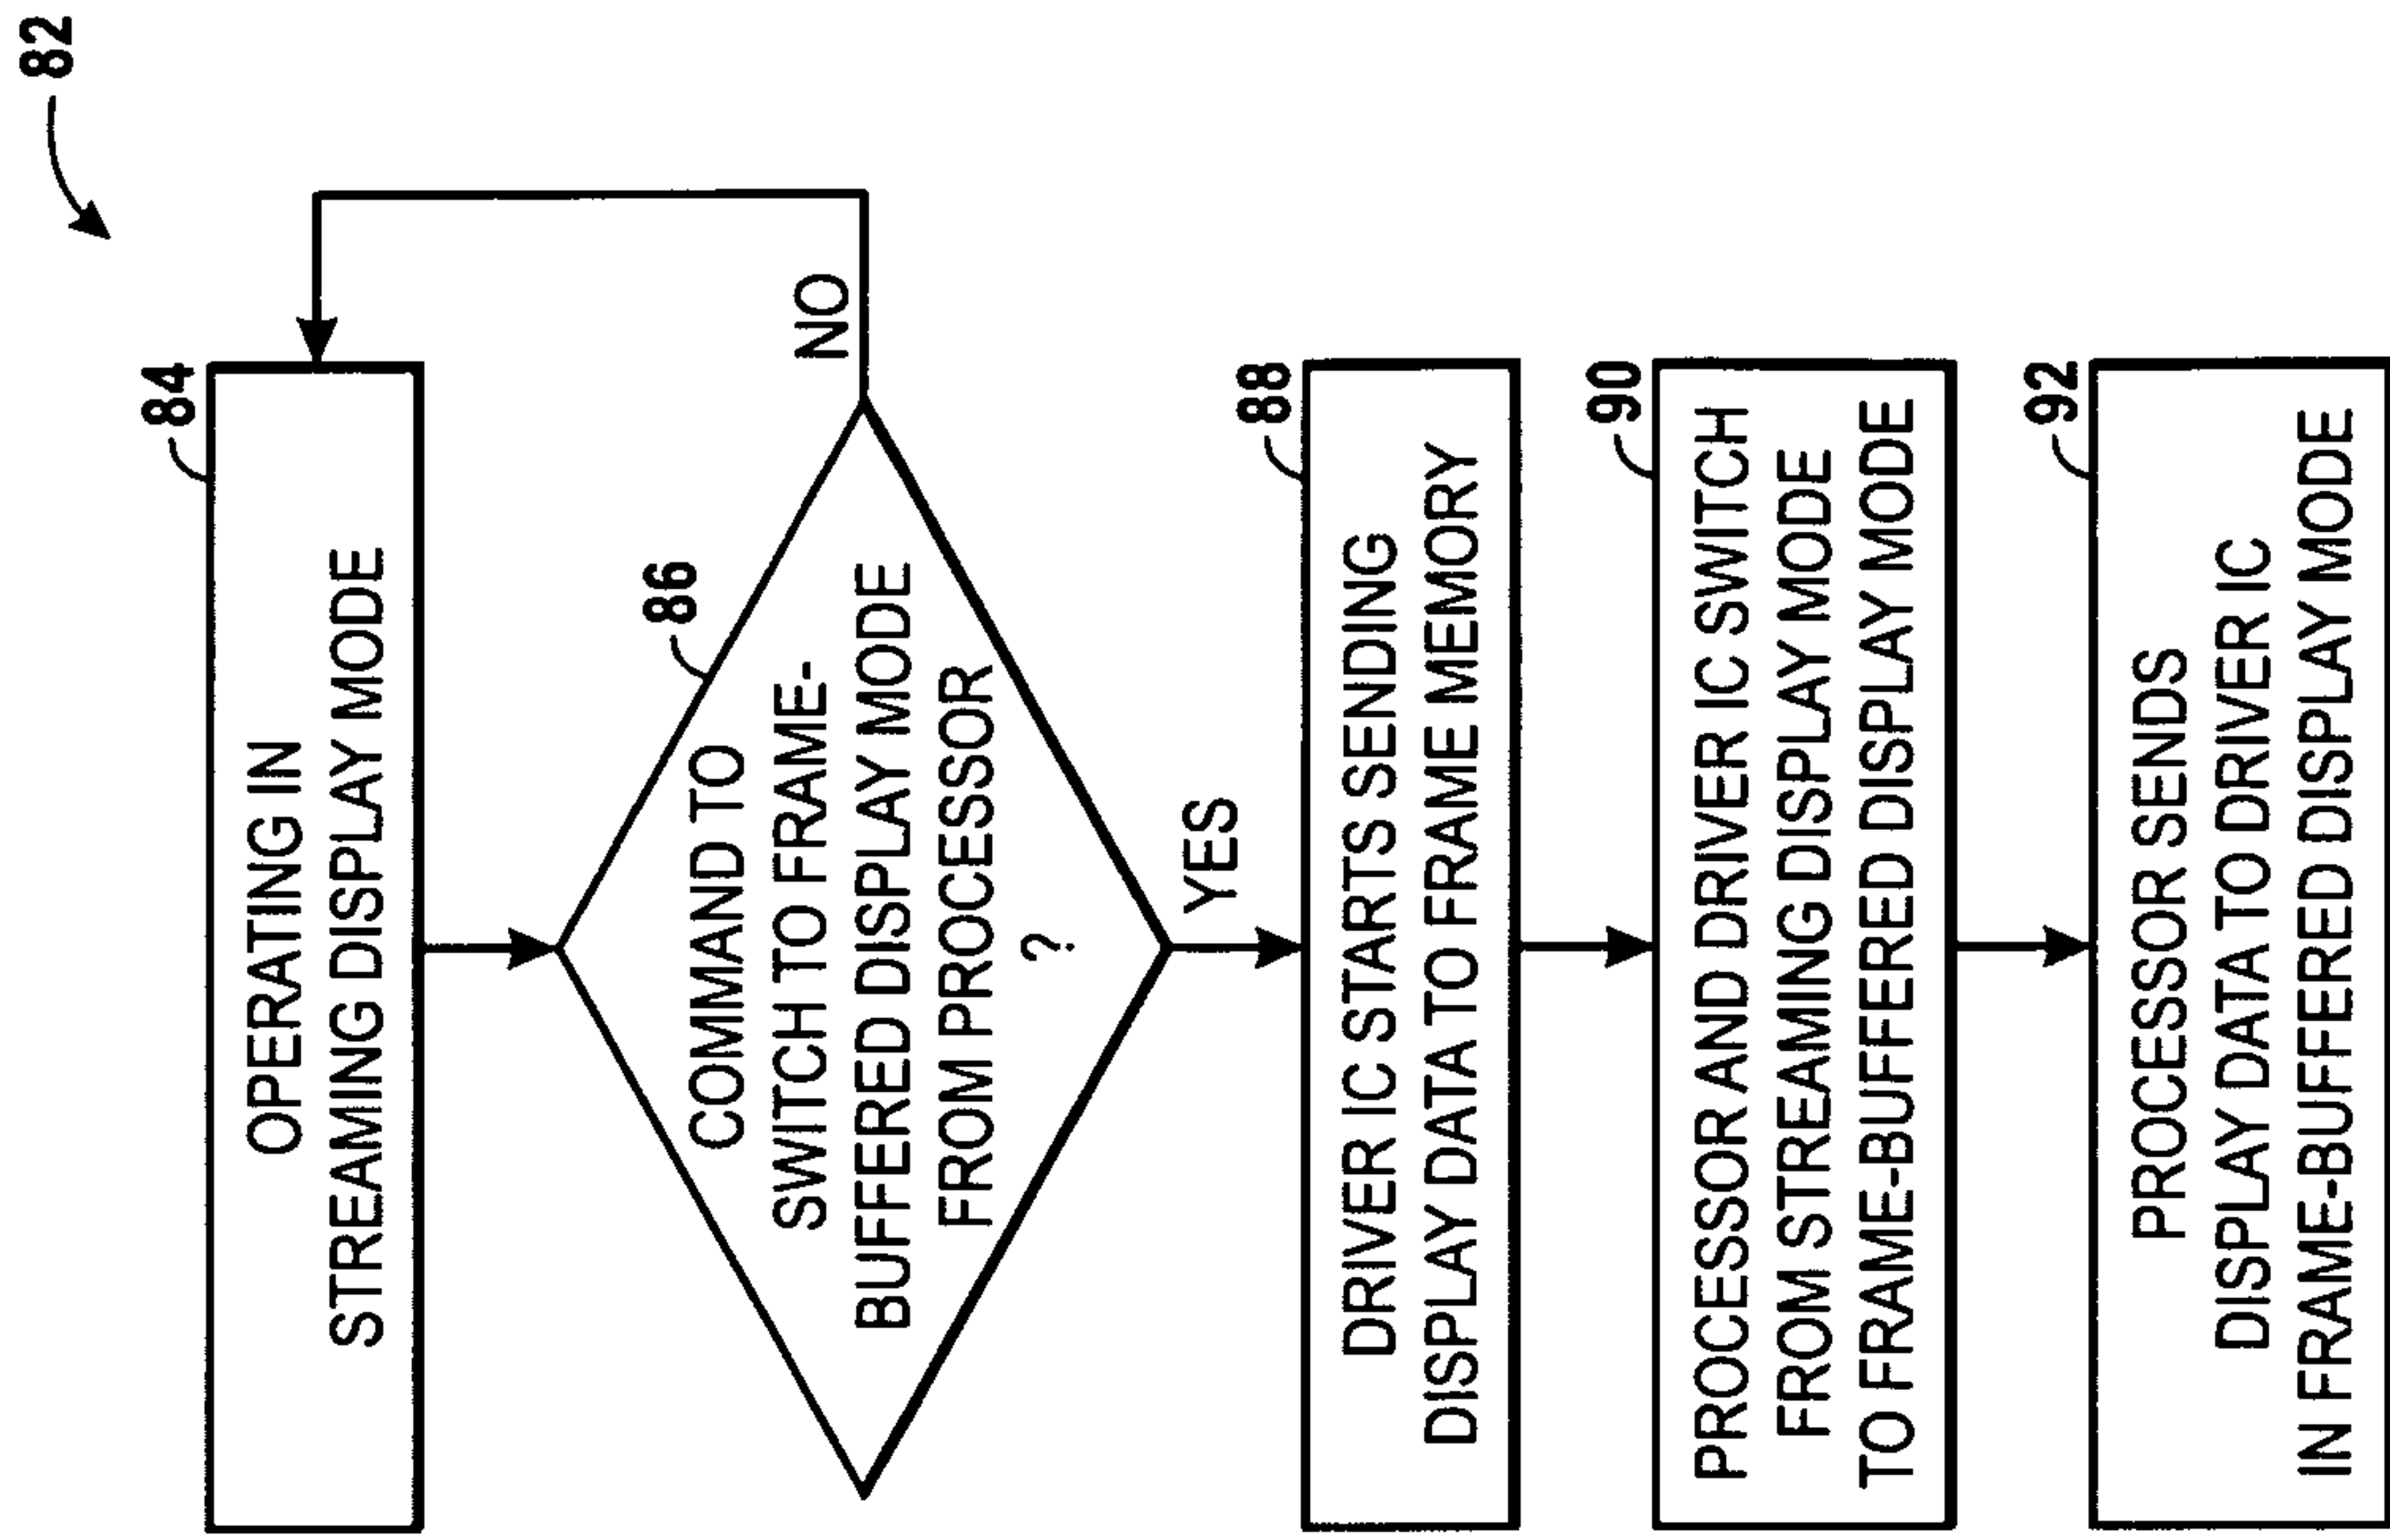 82
84
OPERATING IN
STREAMING DISPLAY MODE
86
COMMAND TO
SWITCH TO FRAME-
BUFFERED DISPLAY MODE
FROM PROCESSOR
?
NO
YES
88
DRIVER IC STARTS SENDING
DISPLAY DATA TO FRAME MEMORY
90
PROCESSOR AND DRIVER IC SWITCH
FROM STREAMING DISPLAY MODE
TO FRAME-BUFFERED DISPLAY MODE
92
PROCESSOR SENDS
DISPLAY DATA TO DRIVER IC
IN FRAME-BUFFERED DISPLAY MODE